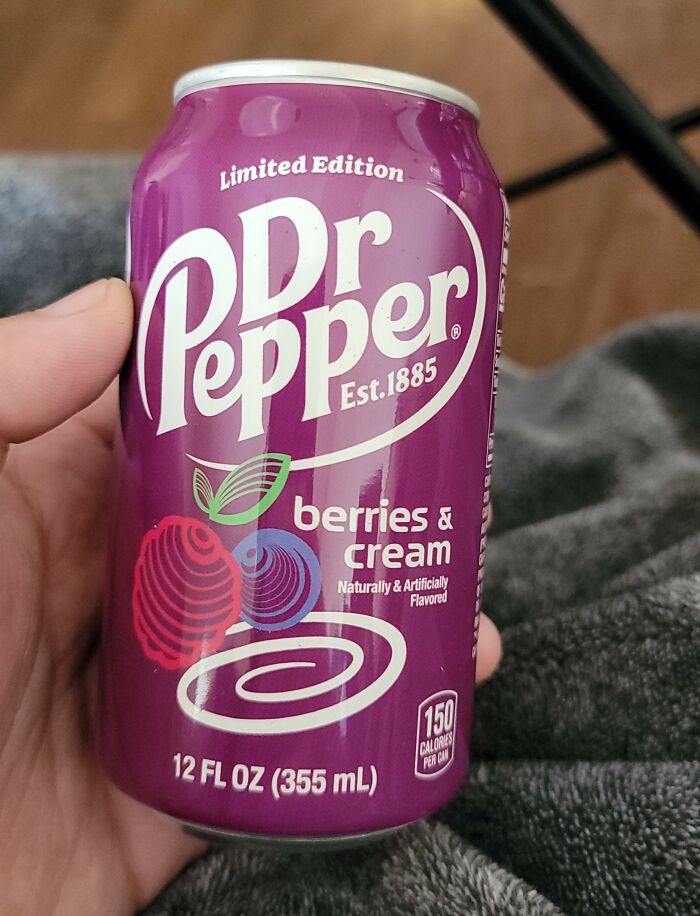 Limited Edition
Dr
Pepper®
Est.1885
berries &
cream
Naturally & Artificially
Flavored
150
CALORIES
PER CAN
12 FL OZ (355 mL)